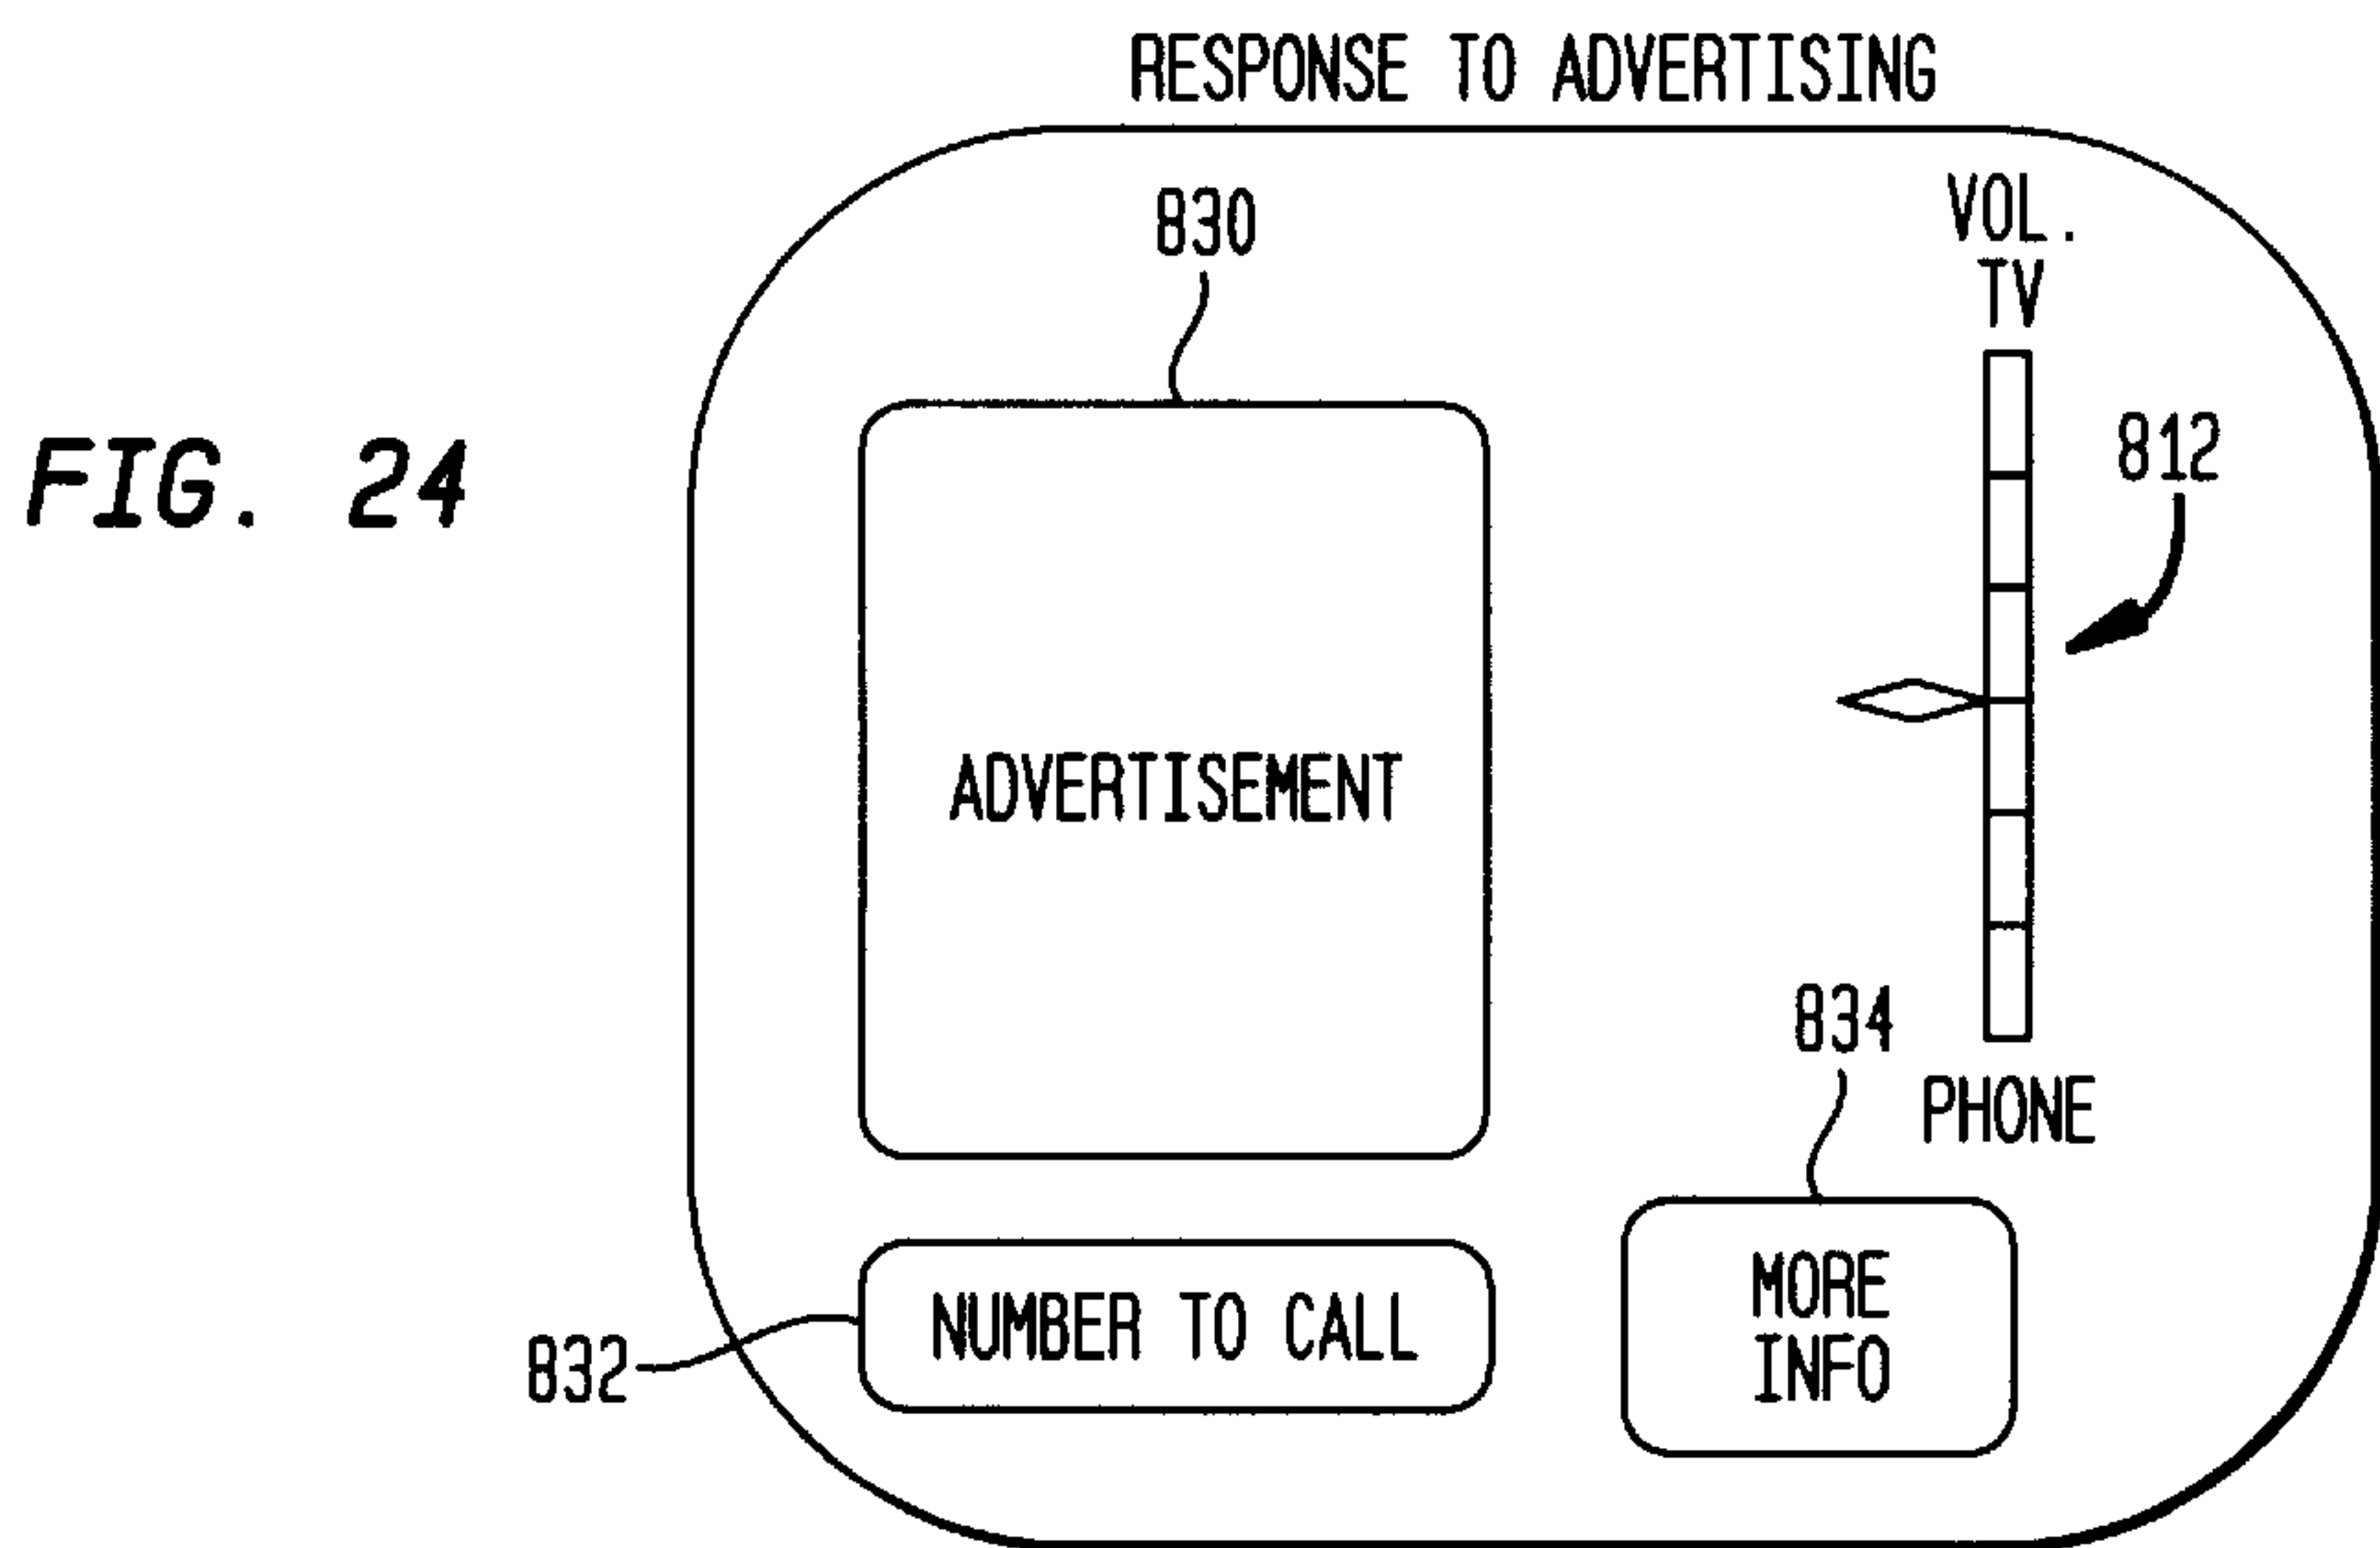 RESPONSE TO ADVERTISING
830
VOL.
TV
FIG. 24
812
ADVERTISEMENT
834
PHONE
832
NUMBER TO CALL
MORE
INFO